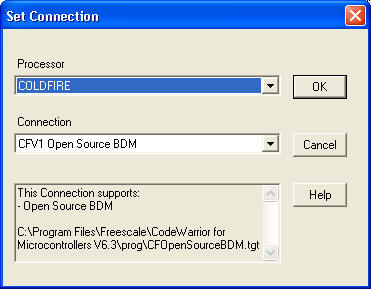 Set Connection
Processor
COLDFIRE
OK
Connection
CFV1 Open Source BDM
Cancel
This Connection supports:
- Open Source BDM
C:\Program Files\Freescale\CodeWarrior for
Microcontrollers V6.3\prog\CFOpenSourceBDM.tgt
Help